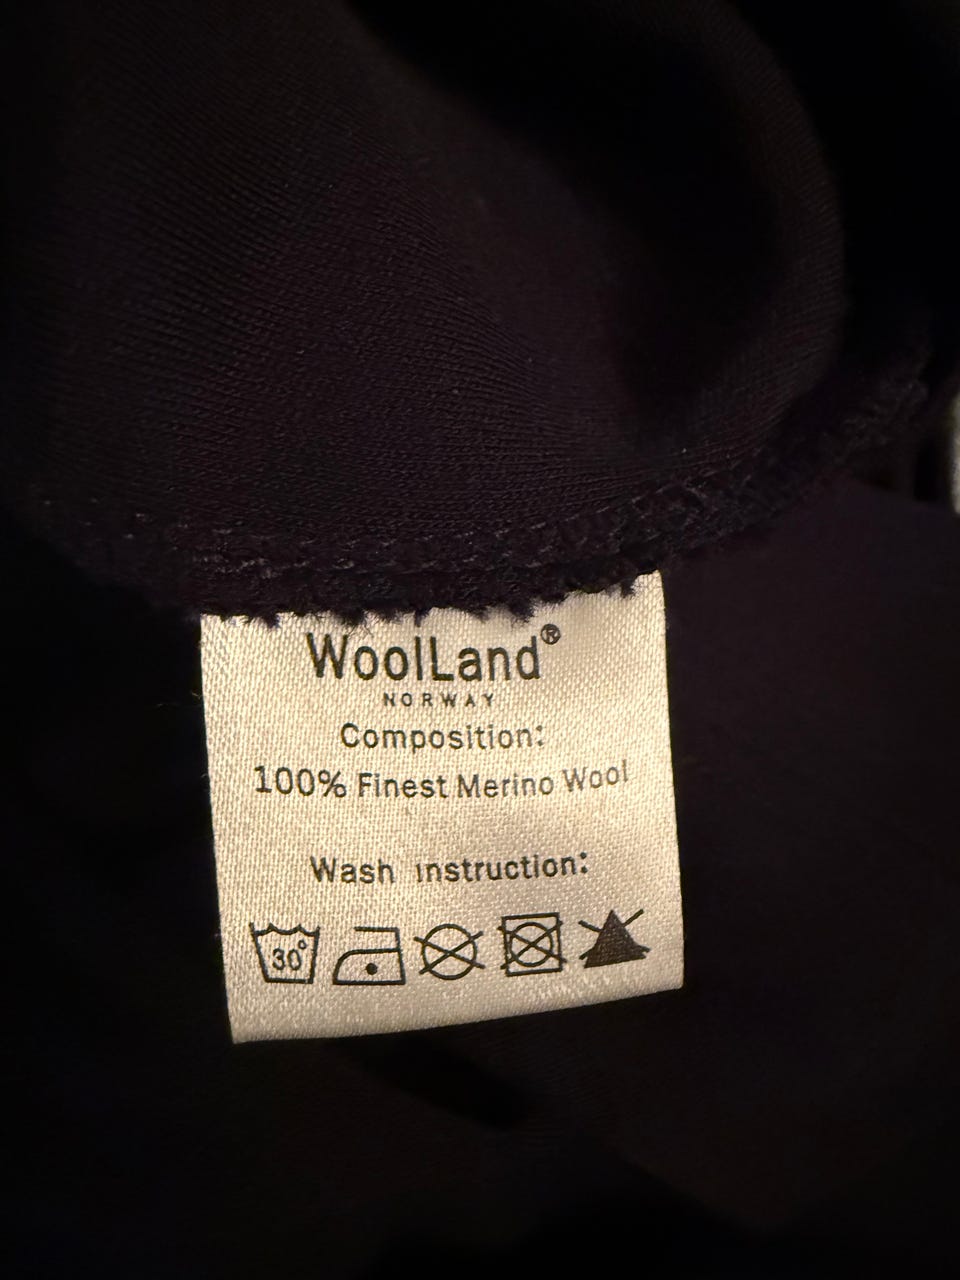 WoolLand®
NORWAY
Composition:
100% Finest Merino Wool
Wash instruction:
30°